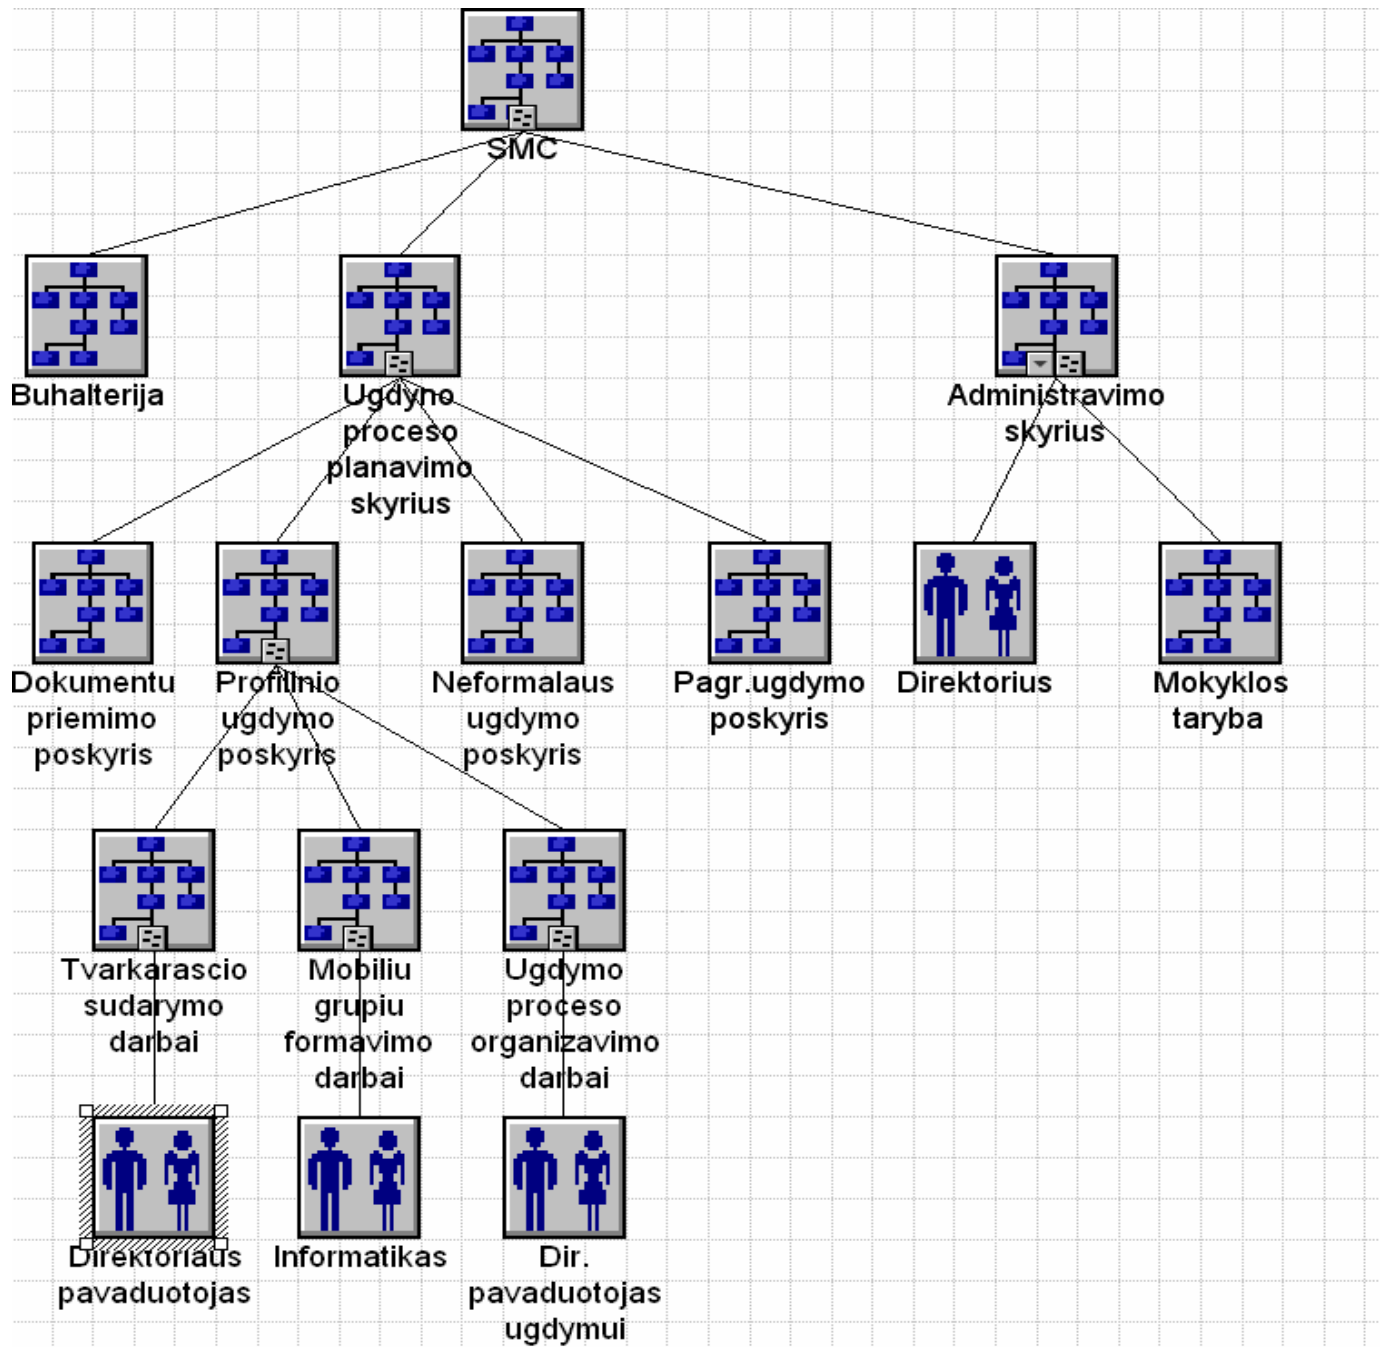 SMC
Buhalterija
Ugdyno
proceso
planavimo
skyrius
Administravimo
skyrius
Dokumentu
priemimo
poskyris
Profilinio
ugdymo
poskyris
Neformalaus
ugdymo
poskyris
Pagr.ugdymo
poskyris
Direktorius
Mokyklos
taryba
Tvarkarascio
sudarymo
darbai
Mobiliu
grupiu
formavimo
darbai
Ugdymo
proceso
organizavimo
darbai
Direktoriaus
pavaduotojas
Informatikas
Dir.
pavaduotojas
ugdymui